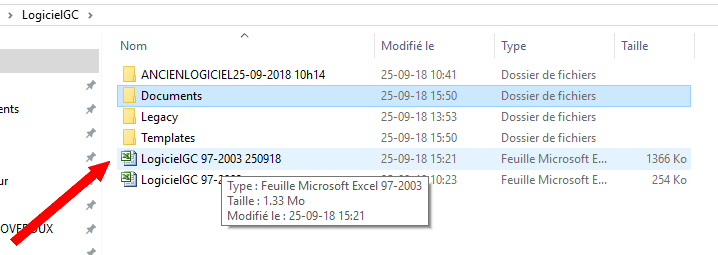 LogicielGC
Nom Modifié le Type Taille
ANCIENLOGICIEL25-09-2018 10h14 25-09-18 10:41 Dossier de fichiers
Documents 25-09-18 15:50 Dossier de fichiers
ents Legacy 25-09-18 13:53 Dossier de fichiers
Templates 25-09-18 15:50 Dossier de fichiers
LogicielGC 97-2003 250918 25-09-18 15:21 Feuille Microsoft E... 1366 Ko
ur LogicielGC 10:23 Feuille Microsoft E... 254 Ko
Type : Feuille Microsoft Excel 97-2003
Taille : 1.33 Mo
Modifié le : 25-09-18 15:21